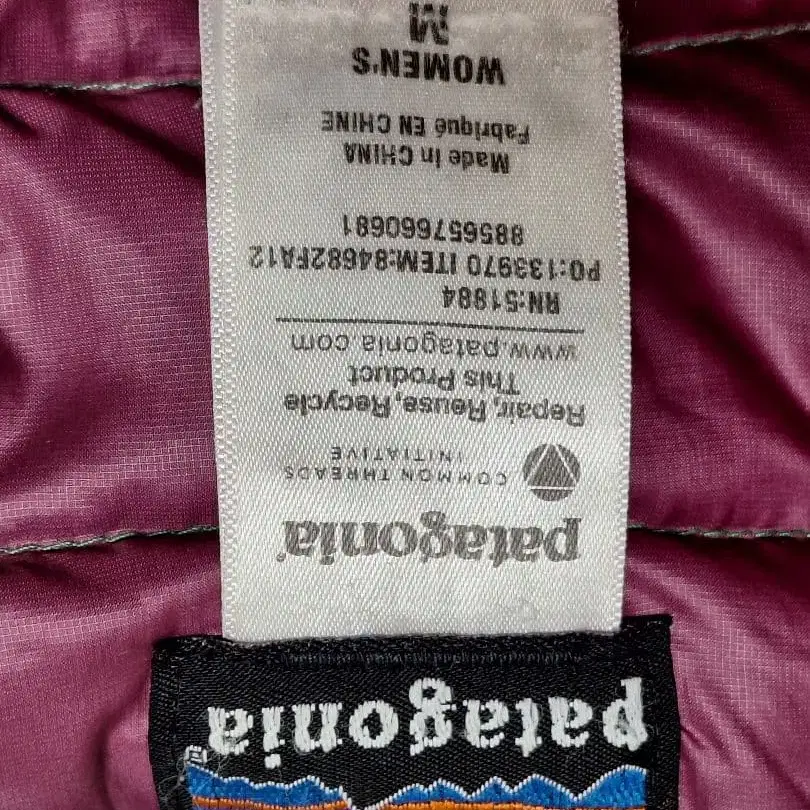 patagonia®
patagonia®
COMMON THREADS
INITIATIVE
Repair, Reuse, Recycle
This Product
www.patagonia.com
RN:51884
PO:133970 ITEM:84682FA12
885657660681
Made in CHINA
Fabriqué EN CHINE
WOMEN'S
M